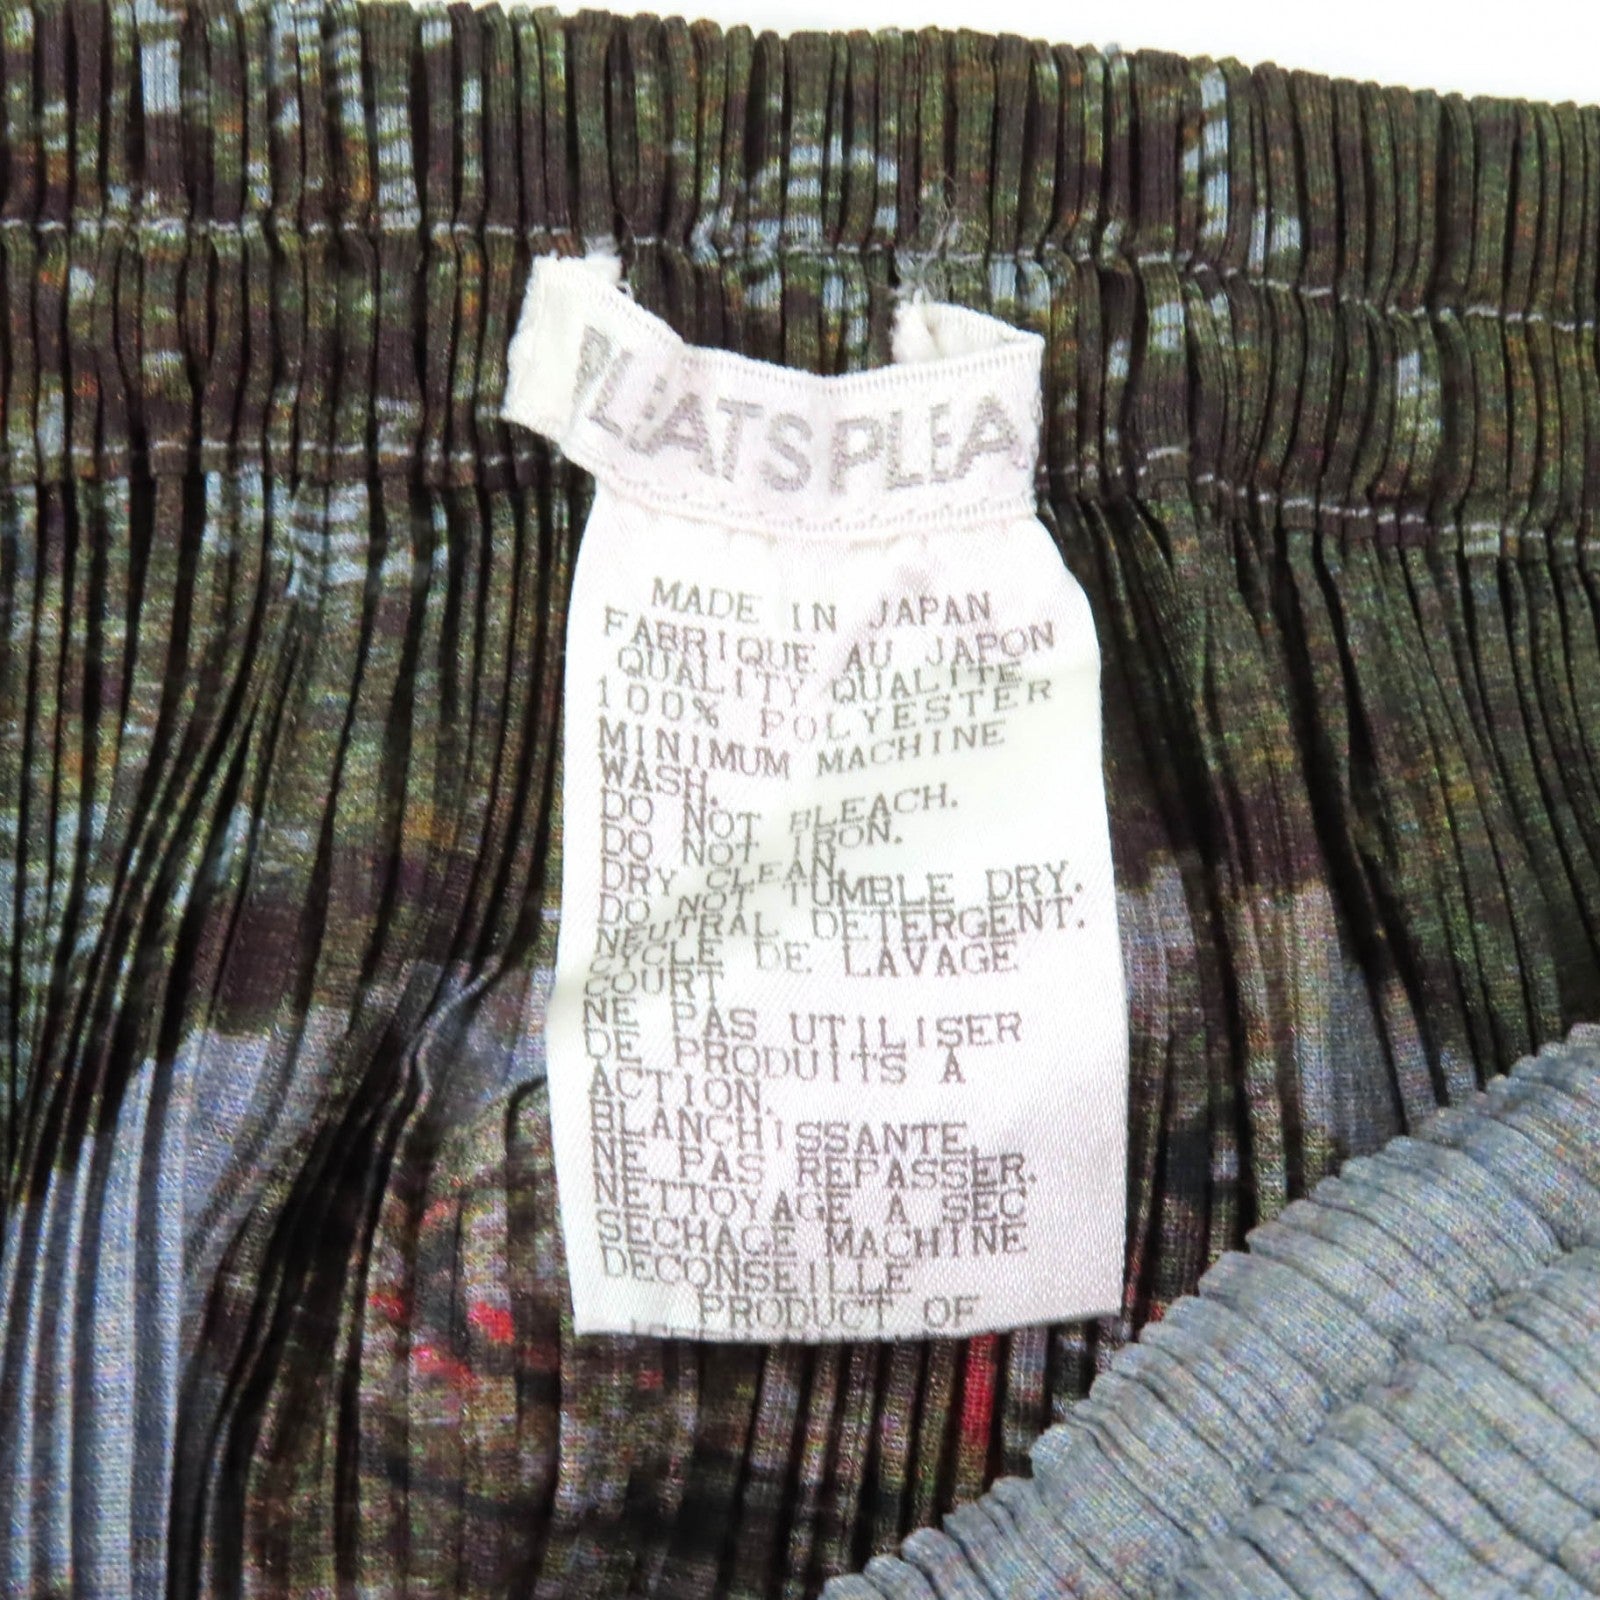 PLEATS PLEA
MADE IN JAPAN
FABRIQUE AU JAPON
QUALITY QUALITE
100% POLYESTER
MINIMUM MACHINE
WASH.
DO NOT BLEACH.
DO NOT IRON.
DRY CLEAN.
DO NOT TUMBLE DRY.
NEUTRAL DETERGENT.
CYCLE DE LAVAGE
COURT
NE PAS UTILISER
DE PRODUITS A
ACTION.
BLANCHISSANTE.
NE PAS REPASSER.
NETTOYAGE A SEC
SECHAGE MACHINE
DECONSEILLE
PRODUCT OF